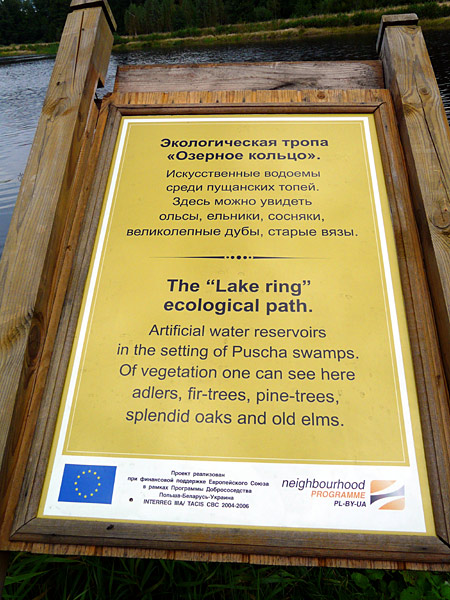 Экологическая тропа
«Озерное кольцо».
Искусственные водоемы
среди пущанских топей.
Здесь можно увидеть
ольсы, ельники, сосняки,
великолепные дубы, старые вязы.
The “Lake ring”
ecological path.
Artificial water reservoirs
in the setting of Puscha swamps.
Of vegetation one can see here
adlers, fir-trees, pine-trees,
splendid oaks and old elms.
Проект реализован
при финансовой поддержке Европейского Союза
в рамках Программы Добрососедства
Польша-Беларусь-Украина
INTERREG IIIA/ TACIS CBC 2004-2006
neighbourhood
PROGRAMME
PL-BY-UA